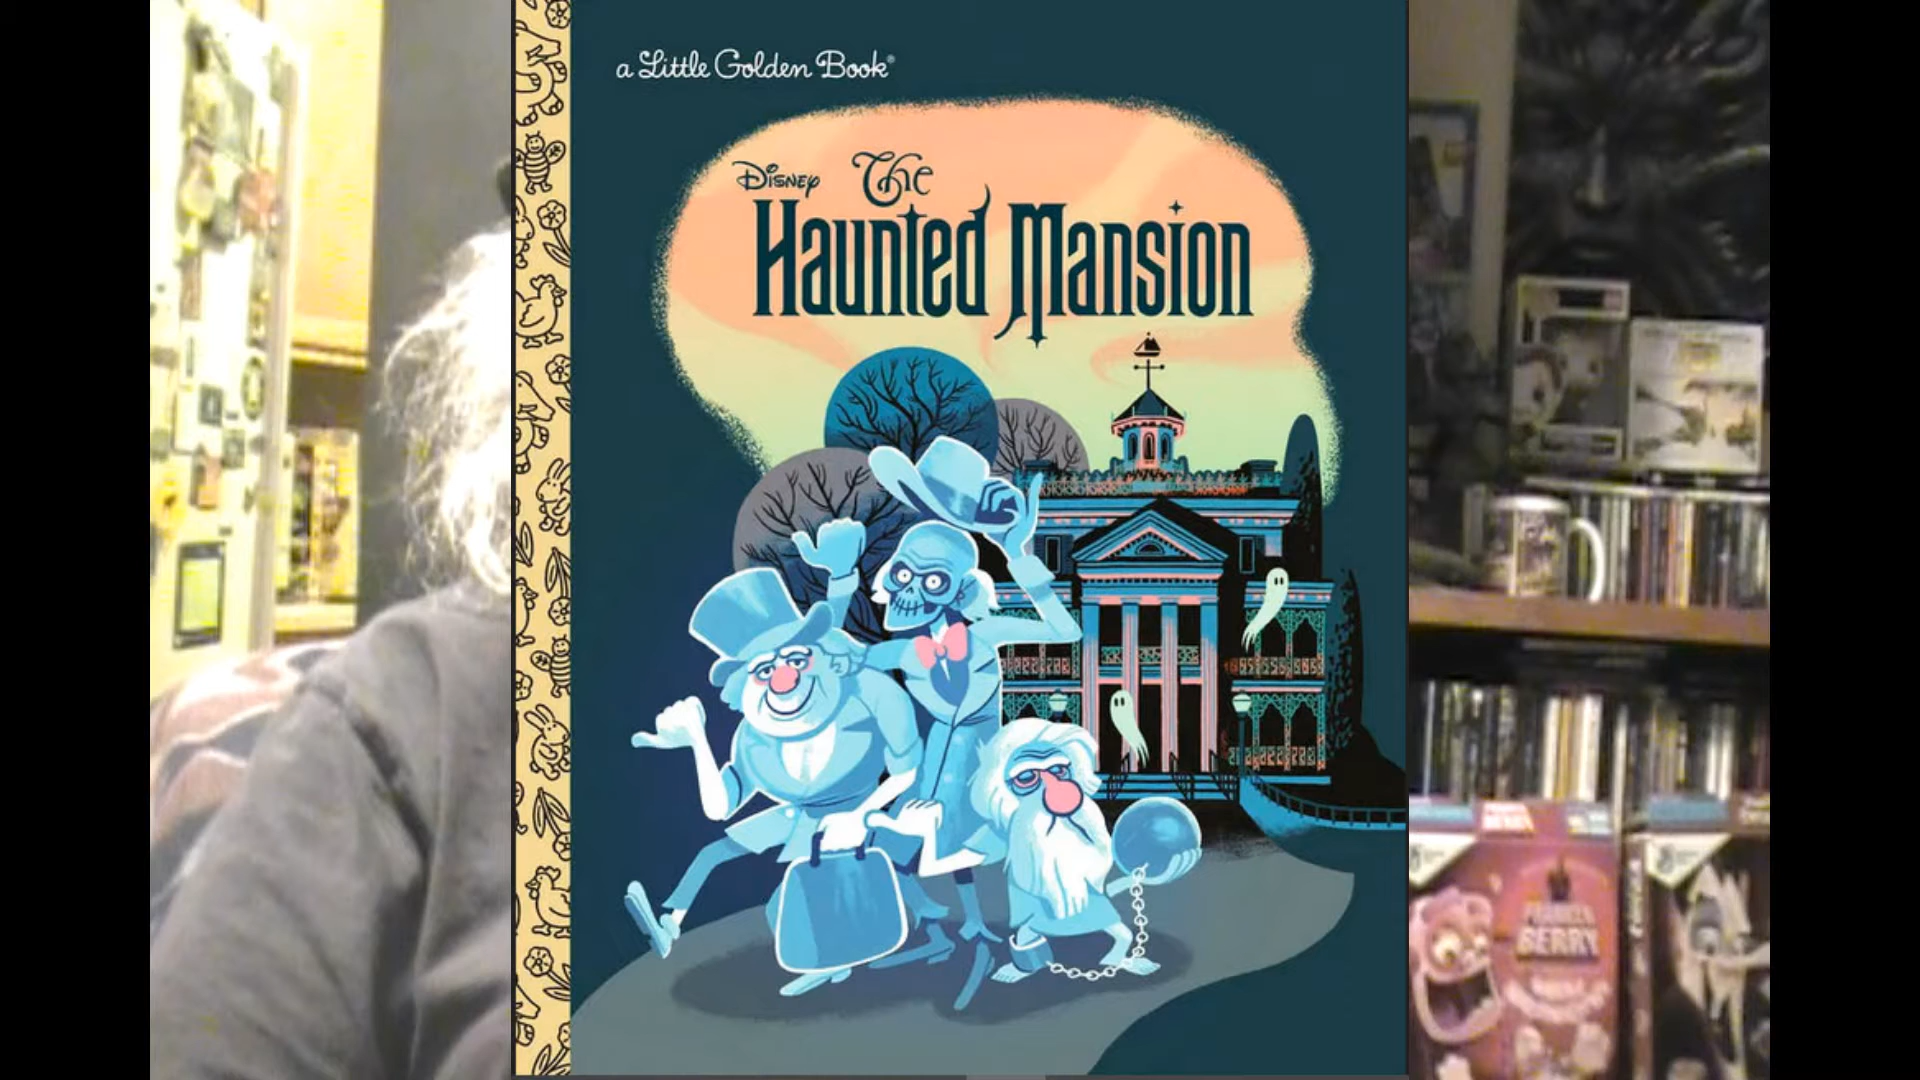 a Little Golden Book®
Disney The
Haunted Mansion
FRANKEN
BERRY